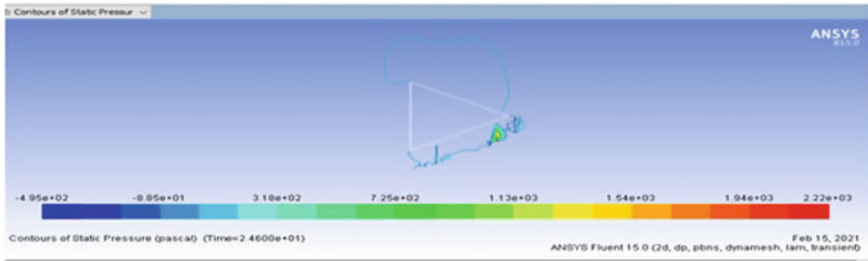 Contours of Static Pressur
ANSYS
R15.0
-4.95e+02 -8.85e+01 3.18e+02 7.25e+02 1.13e+03 1.54e+03 1.94e+03 2.22e+03
Contours of Static Pressure (pascal) (Time=2.4600e+01)
Feb 15, 2021
ANSYS Fluent 15.0 (2d, dp, pbns, dynamesh, lam, transient)